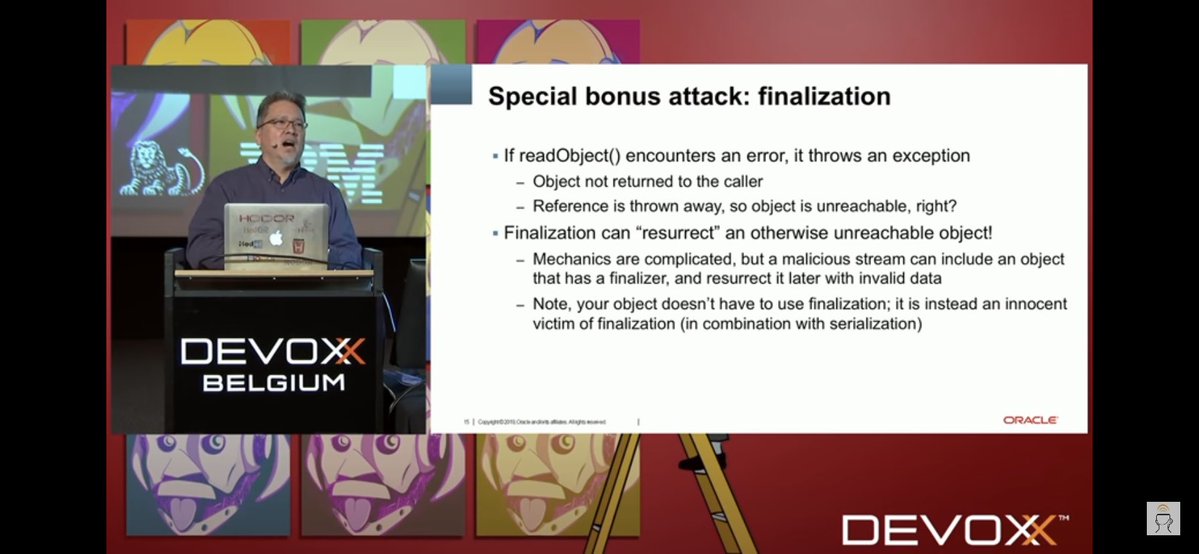 Special bonus attack: finalization
▪ If readObject() encounters an error, it throws an exception
– Object not returned to the caller
– Reference is thrown away, so object is unreachable, right?
▪ Finalization can “resurrect” an otherwise unreachable object!
– Mechanics are complicated, but a malicious stream can include an object
that has a finalizer, and resurrect it later with invalid data
– Note, your object doesn’t have to use finalization; it is instead an innocent
victim of finalization (in combination with serialization)
15 | Copyright © 2019, Oracle and/or its affiliates. All rights reserved. |
ORACLE
HODOR
DEVOXX
BELGIUM
DEVOXX™